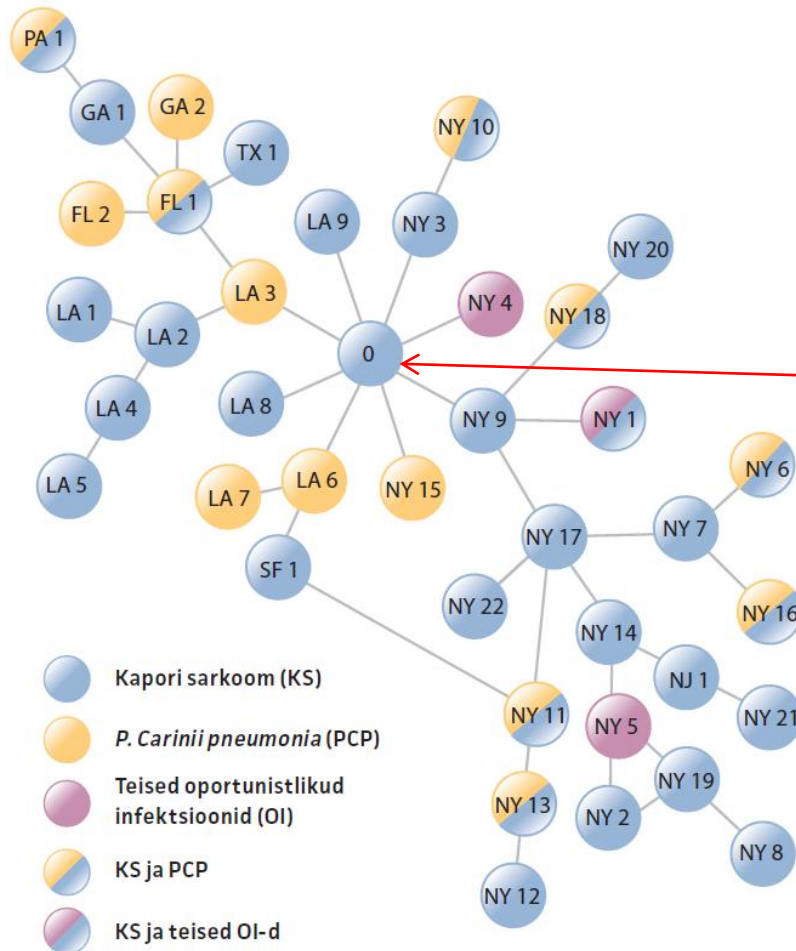 PA 1
GA 1
GA 2
TX 1
NY 10
FL 2
FL 1
LA 9
NY 3
NY 20
LA 3
NY 4
NY 18
LA 1
LA 2
0
LA 4
LA 8
NY 9
NY 1
LA 5
LA 7
LA 6
NY 15
NY 6
NY 17
NY 7
SF 1
NY 22
NY 14
NY 16
NJ 1
NY 11
NY 5
NY 21
NY 13
NY 2
NY 19
NY 12
NY 8
Kapori sarkoom (KS)
P. Carinii pneumonia (PCP)
Teised oportunistlikud
infektsioonid (OI)
KS ja PCP
KS ja teised OI-d